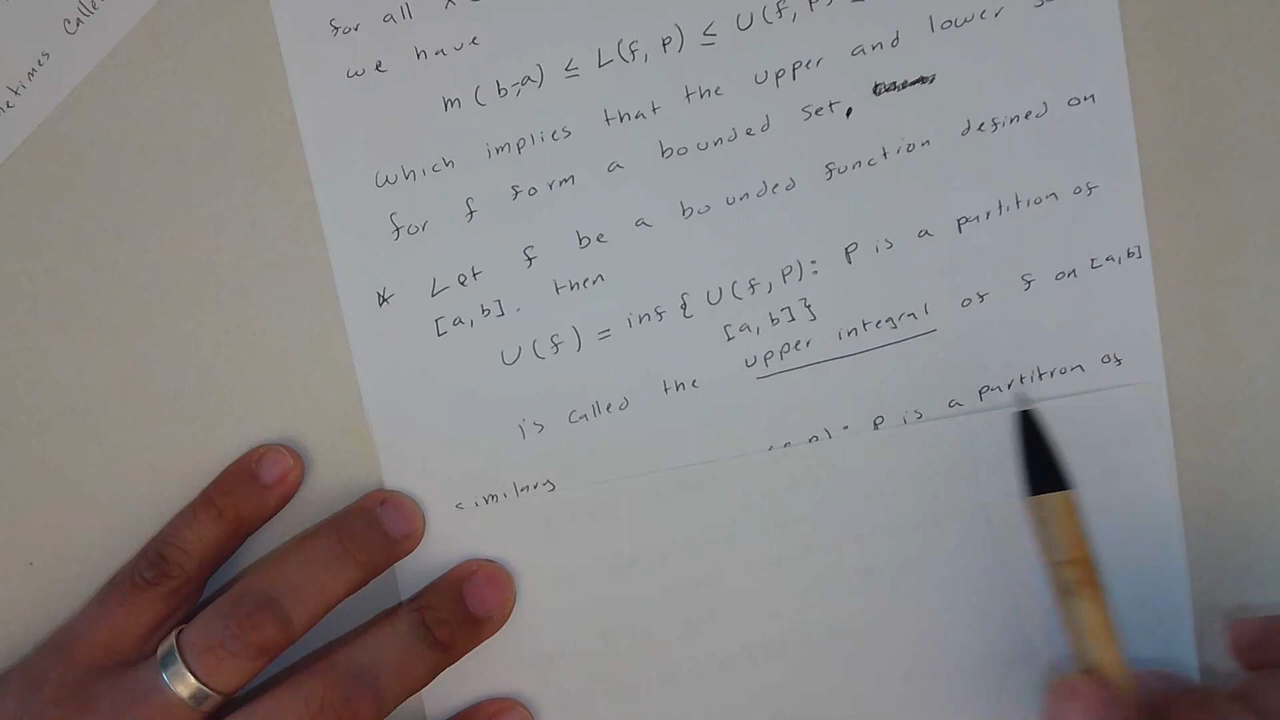 for all
we have
m(b-a) ≤ L(f, p) ≤ U(f, p) ≤
which implies that the upper and lower
for f form a bounded set.
* Let f be a bounded function defined on
[a,b]. then
U(f) = inf { U(f, p): p is a partition of
[a,b]}
is called the upper integral of f on [a,b]
similary
p is a partition of